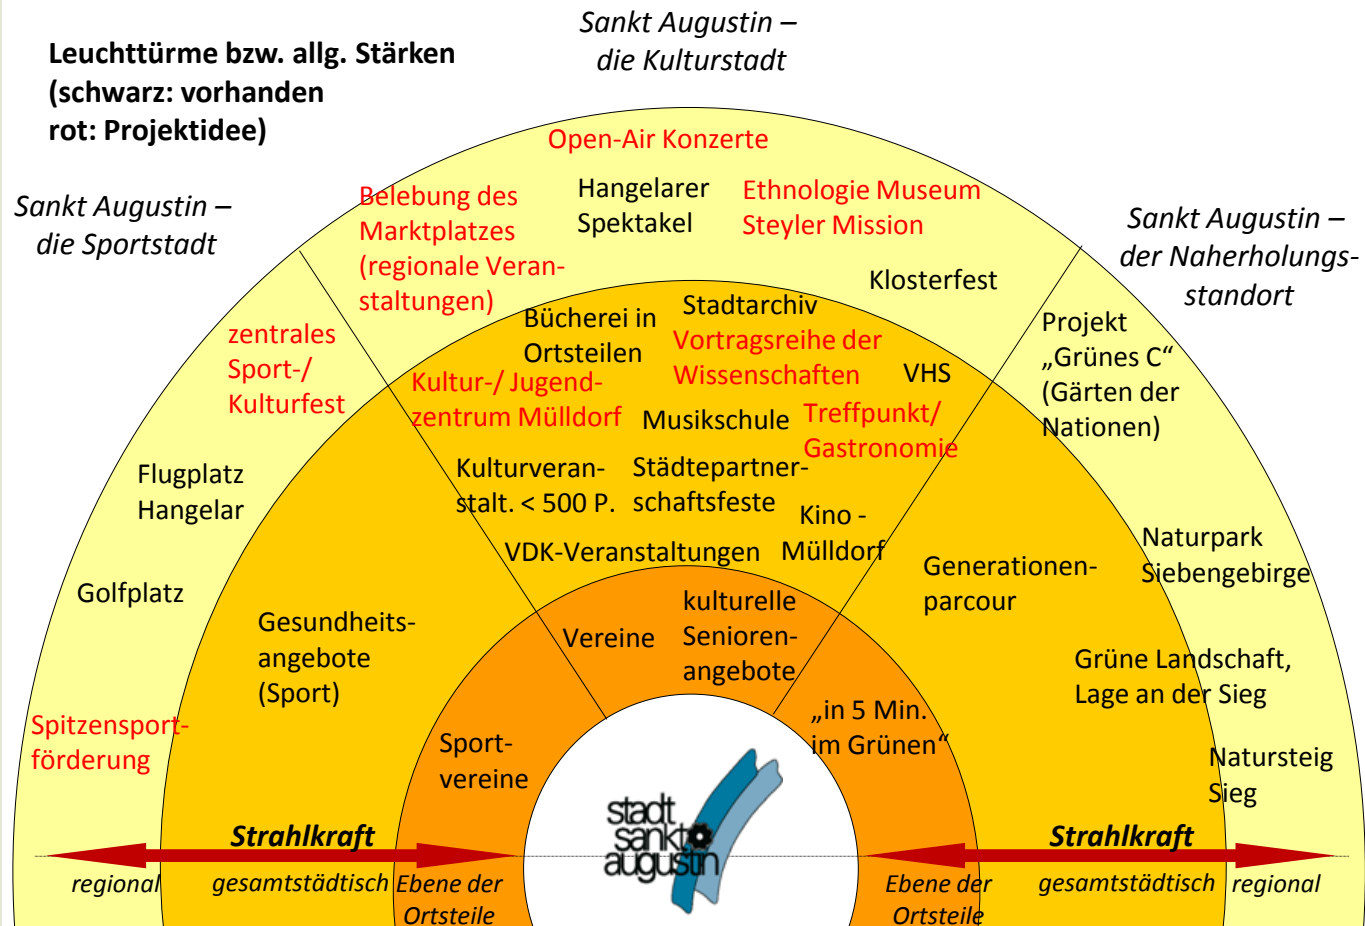 Leuchttürme bzw. allg. Stärken
(schwarz: vorhanden
rot: Projektidee)
Sankt Augustin –
die Kulturstadt
Sankt Augustin –
die Sportstadt
Sankt Augustin –
der Naherholungs-
standort
Open-Air Konzerte
Belebung des
Marktplatzes
(regionale Veran-
staltungen)
Hangelarer
Spektakel
Ethnologie Museum
Steyler Mission
Klosterfest
zentrales
Sport-/
Kulturfest
Flugplatz
Hangelar
Golfplatz
Spitzensport-
förderung
Bücherei in
Ortsteilen
Stadtarchiv
Vortragsreihe der
Wissenschaften
VHS
Kultur-/ Jugend-
zentrum Mülldorf
Musikschule
Treffpunkt/
Gastronomie
Kulturveran-
stalt. < 500 P.
Städtepartner-
schaftsfeste
Kino -
Mülldorf
VDK-Veranstaltungen
Projekt
„Grünes C“
(Gärten der
Nationen)
Naturpark
Siebengebirge
Generationen-
parcour
Grüne Landschaft,
Lage an der Sieg
Natursteig
Sieg
Gesundheits-
angebote
(Sport)
Vereine
kulturelle
Senioren-
angebote
Sport-
vereine
„in 5 Min.
im Grünen“
stadt
sankt
augustin
Strahlkraft
regional
gesamtstädtisch
Ebene der
Ortsteile
Strahlkraft
Ebene der
Ortsteile
gesamtstädtisch
regional